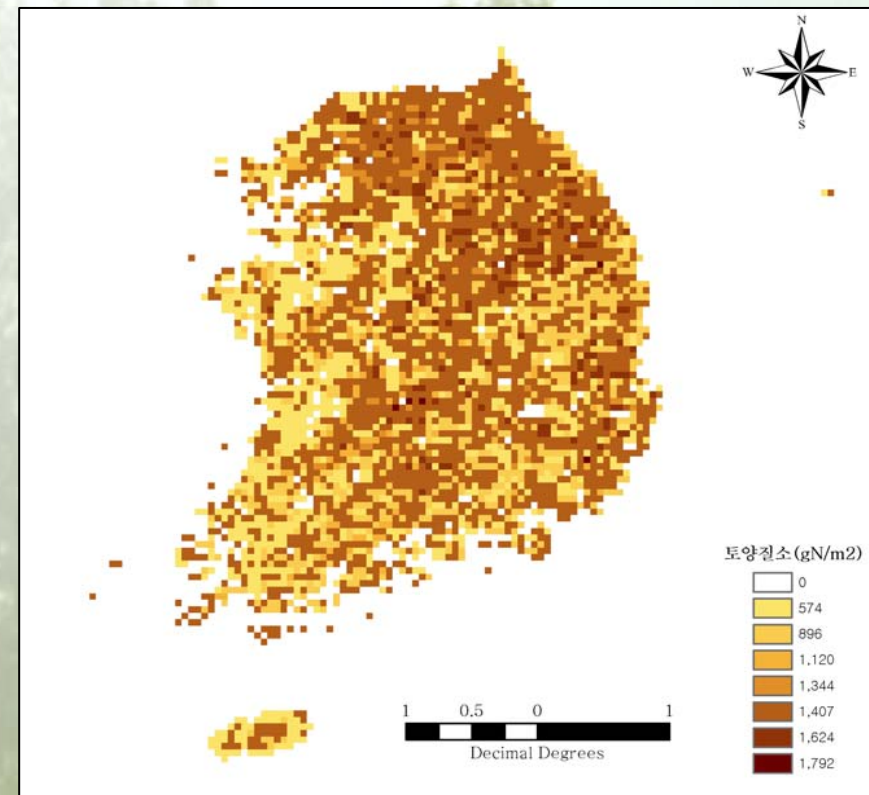 N
W E
S
토양질소(gN/m2)
0
574
896
1,120
1,344
1,407
1,624
1,792
1 0.5 0 1
Decimal Degrees